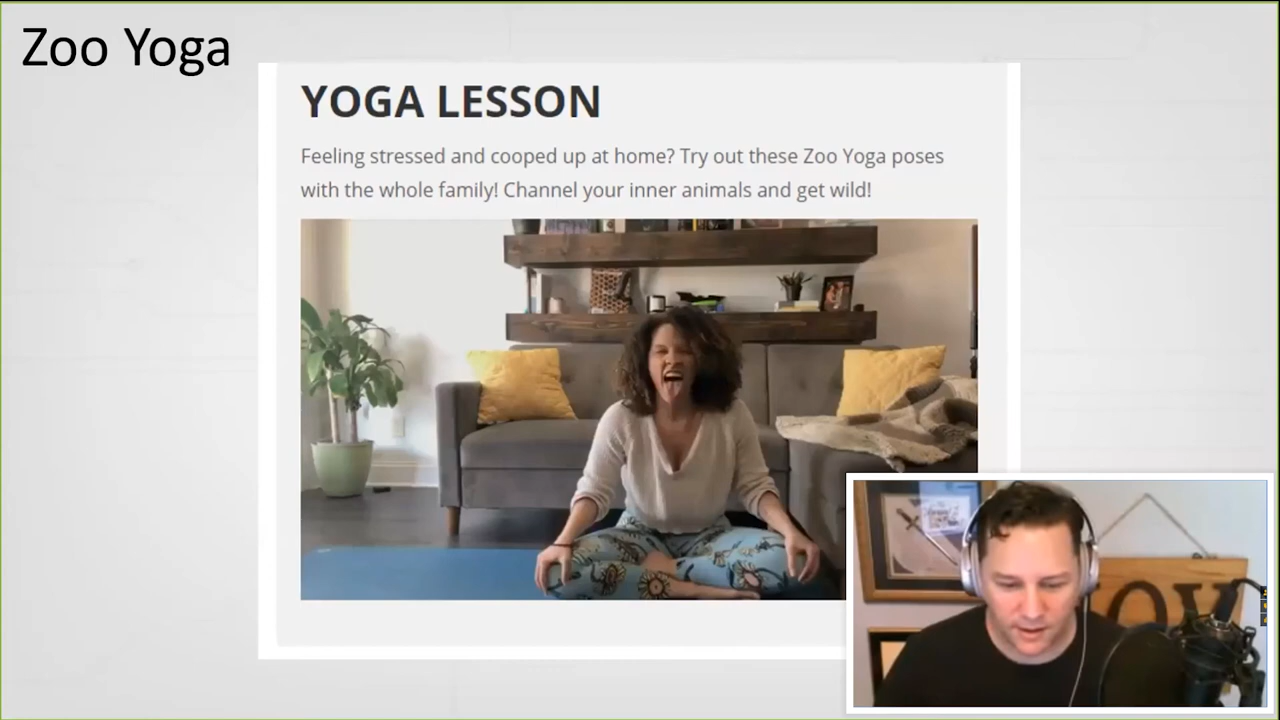 Zoo Yoga
YOGA LESSON
Feeling stressed and cooped up at home? Try out these Zoo Yoga poses
with the whole family! Channel your inner animals and get wild!